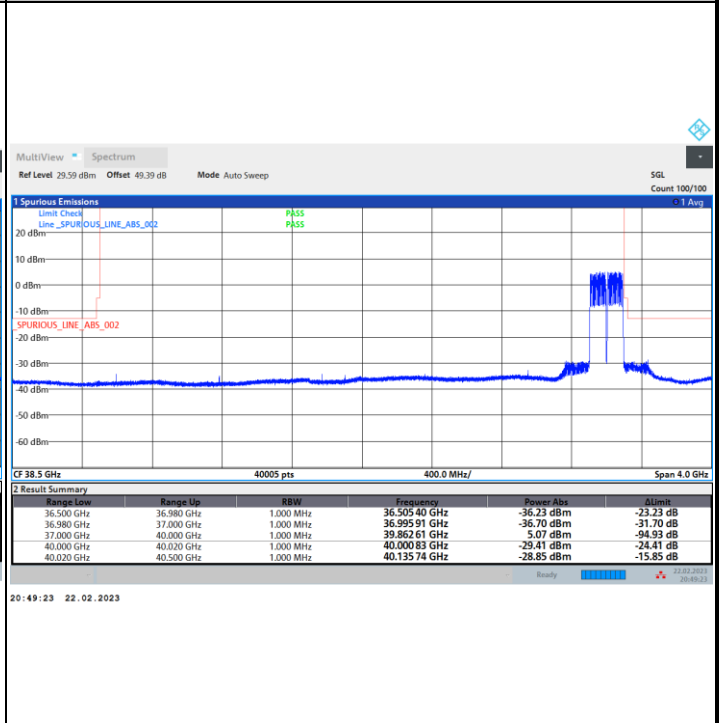 MultiView Spectrum
Ref Level 29.59 dBm Offset 49.39 dB Mode Auto Sweep SGL
Count 100/100
1 Spurious Emissions 1 Avg
Limit Check PASS
Line _SPURIOUS_LINE_ABS_002 PASS
20 dBm
10 dBm
0 dBm
-10 dBm
_SPURIOUS_LINE_ABS_002
-20 dBm
-30 dBm
-40 dBm
-50 dBm
-60 dBm
CF 38.5 GHz 40005 pts 400.0 MHz/ Span 4.0 GHz
2 Result Summary
Range Low Range Up RBW Frequency Power Abs ΔLimit
36.500 GHz 36.980 GHz 1.000 MHz 36.505 40 GHz -36.23 dBm -23.23 dB
36.980 GHz 37.000 GHz 1.000 MHz 36.995 91 GHz -36.70 dBm -31.70 dB
37.000 GHz 40.000 GHz 1.000 MHz 39.862 61 GHz 5.07 dBm -94.93 dB
40.000 GHz 40.020 GHz 1.000 MHz 40.000 83 GHz -29.41 dBm -24.41 dB
40.020 GHz 40.500 GHz 1.000 MHz 40.135 74 GHz -28.85 dBm -15.85 dB
Ready 22.02.2023
20:49:23
20:49:23 22.02.2023